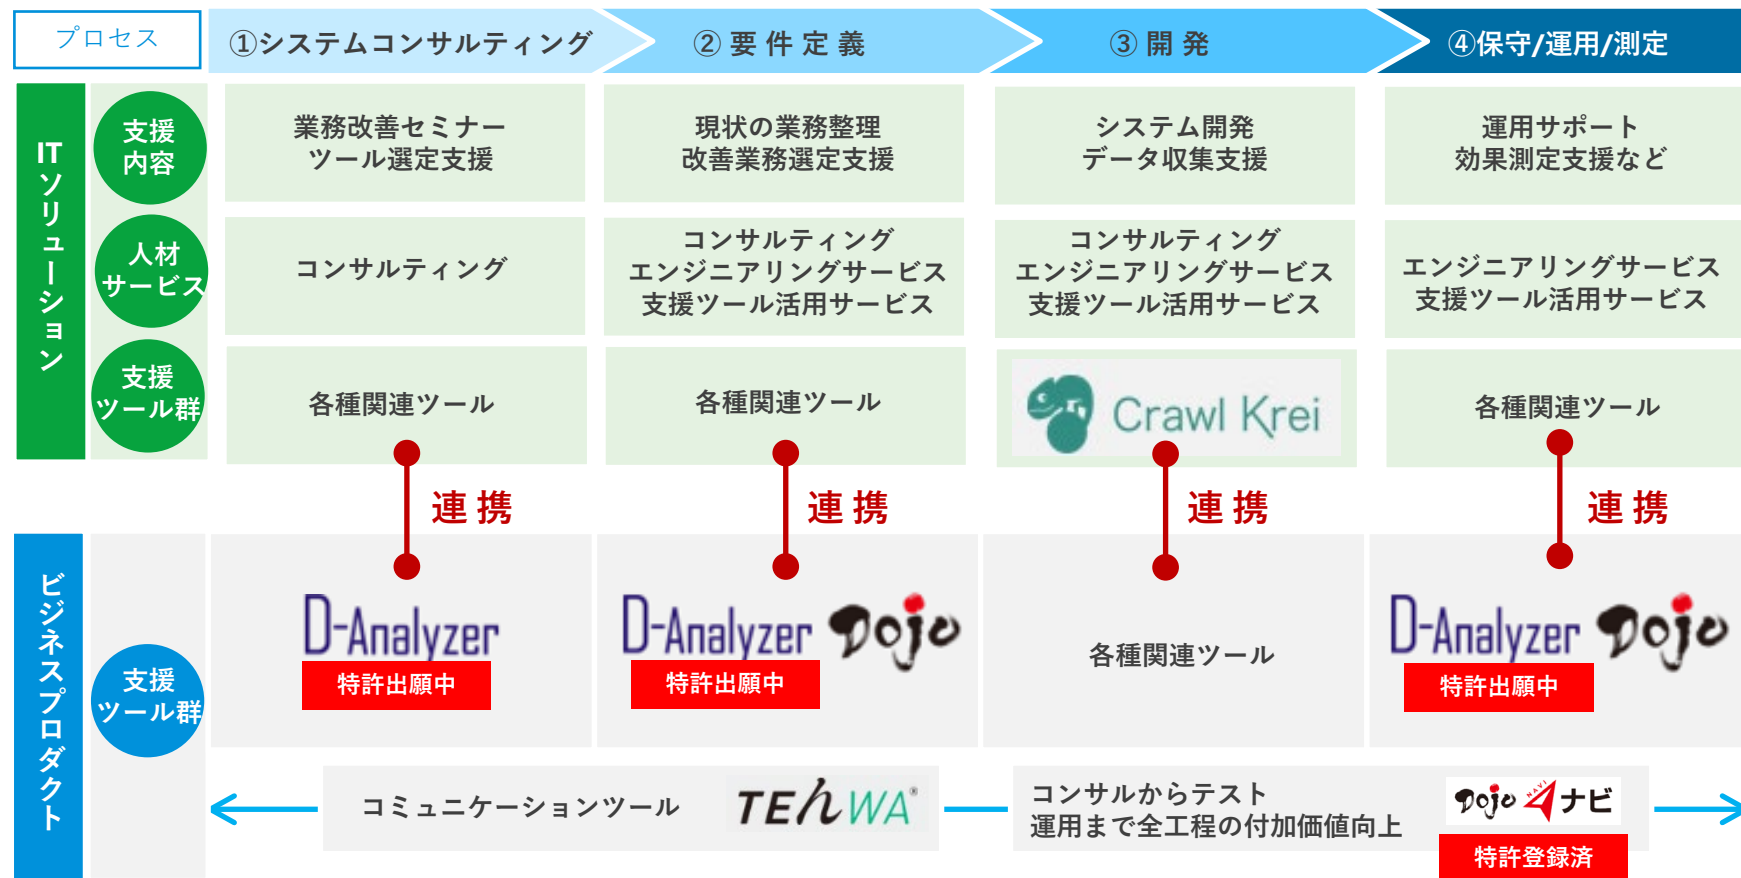 プロセス
①システムコンサルティング
②要件定義
③開発
④保守/運用/測定
ITソリューション
支援
内容
業務改善セミナー
ツール選定支援
現状の業務整理
改善業務選定支援
システム開発
データ収集支援
運用サポート
効果測定支援など
人材
サービス
コンサルティング
コンサルティング
エンジニアリングサービス
支援ツール活用サービス
コンサルティング
エンジニアリングサービス
支援ツール活用サービス
エンジニアリングサービス
支援ツール活用サービス
支援
ツール群
各種関連ツール
各種関連ツール
Crawl Krei
各種関連ツール
連携
連携
連携
連携
ビジネスプロダクト
支援
ツール群
D-Analyzer
特許出願中
D-Analyzer
特許出願中
Dojo
各種関連ツール
D-Analyzer
特許出願中
Dojo
コミュニケーションツール
TEんWA®
コンサルからテスト
運用まで全工程の付加価値向上
Dojo NAVI ナビ
特許登録済